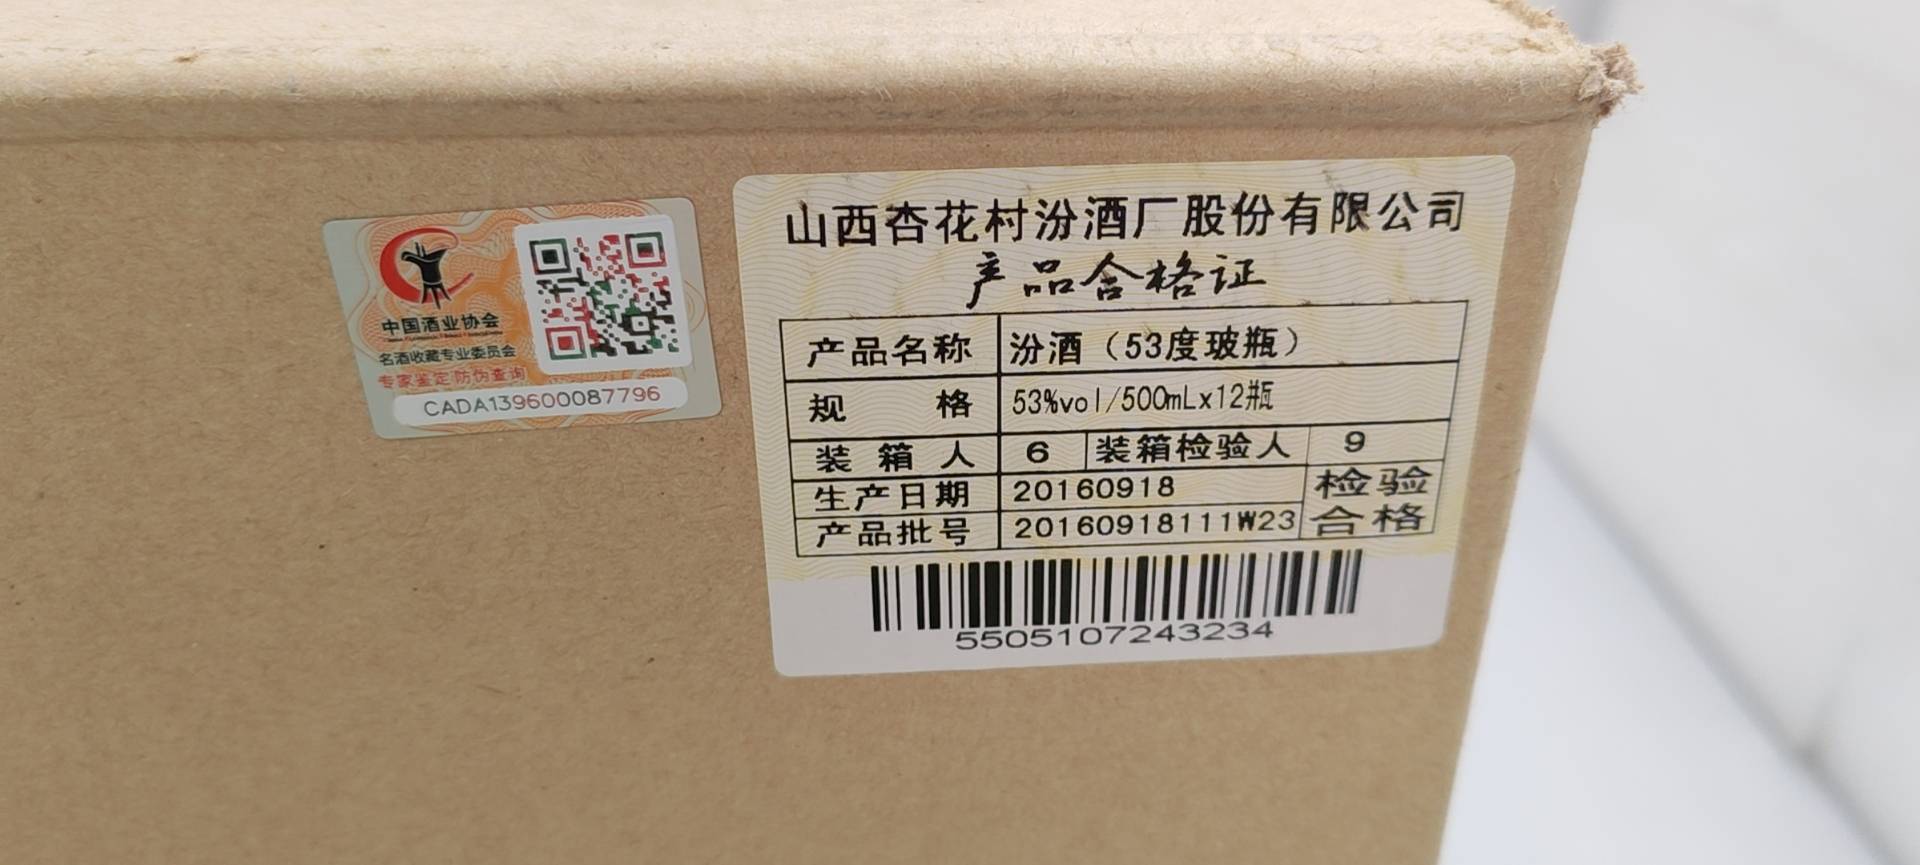 中国酒业协会
名酒收藏专业委员会
专家鉴定 防伪查询
CADA139600087796
山西杏花村汾酒厂股份有限公司
产品合格证
产品名称 汾酒（53度玻瓶）
规 格 53%vol/500mLx12瓶
装 箱 人 6 装箱检验人 9
生产日期 20160918 检验
产品批号 20160918111W23 合格
5505107243234